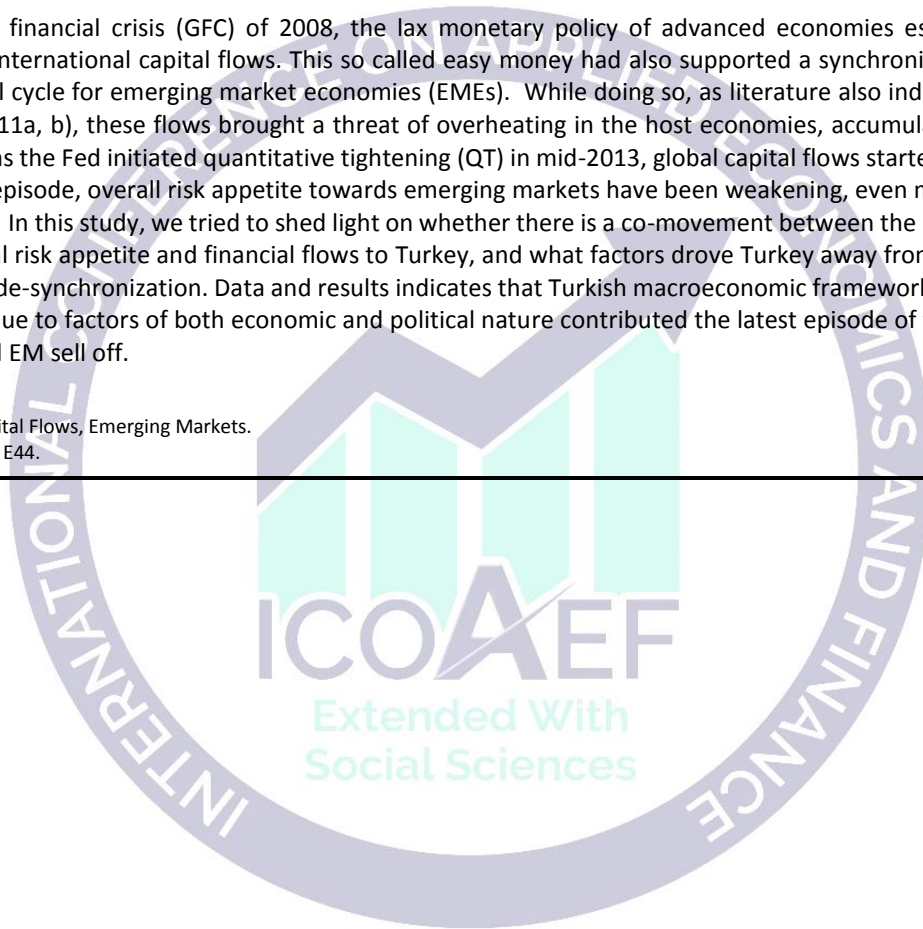 financial crisis (GFC) of 2008, the lax monetary policy of advanced economies es
nternational capital flows. This so called easy money had also supported a synchroni
l cycle for emerging market economies (EMEs). While doing so, as literature also ind
11a, b), these flows brought a threat of overheating in the host economies, accumula
as the Fed initiated quantitative tightening (QT) in mid-2013, global capital flows starte
episode, overall risk appetite towards emerging markets have been weakening, even n
In this study, we tried to shed light on whether there is a co-movement between the
l risk appetite and financial flows to Turkey, and what factors drove Turkey away fron
de-synchronization. Data and results indicates that Turkish macroeconomic framework
ue to factors of both economic and political nature contributed the latest episode of
l EM sell off.
ital Flows, Emerging Markets.
E44.
INTERNATIONAL CONFERENCE ON APPLIED ECONOMICS AND FINANCE
ICOAEF
Extended With
Social Sciences